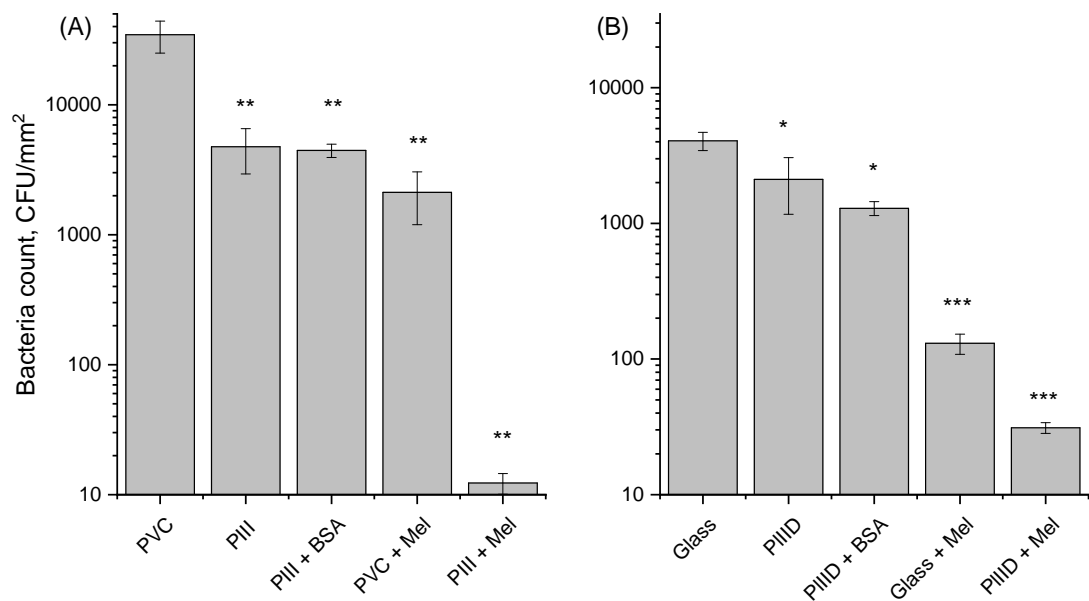 (A)
Bacteria count, CFU/mm²
10000
1000
100
10
**
**
**
**
PVC
PIII
PIII + BSA
PVC + Mel
PIII + Mel
(B)
10000
1000
100
10
*
*
***
***
Glass
PIIID
PIIID + BSA
Glass + Mel
PIIID + Mel